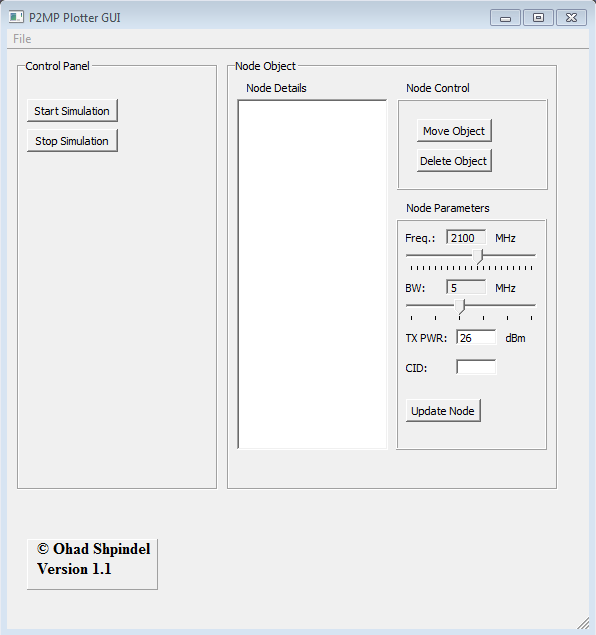 P2MP Plotter GUI
File
Control Panel
Start Simulation
Stop Simulation
Node Object
Node Details
Node Control
Move Object
Delete Object
Node Parameters
Freq.: 2100 MHz
BW: 5 MHz
TX PWR: 26 dBm
CID:
Update Node
© Ohad Shpindel
Version 1.1